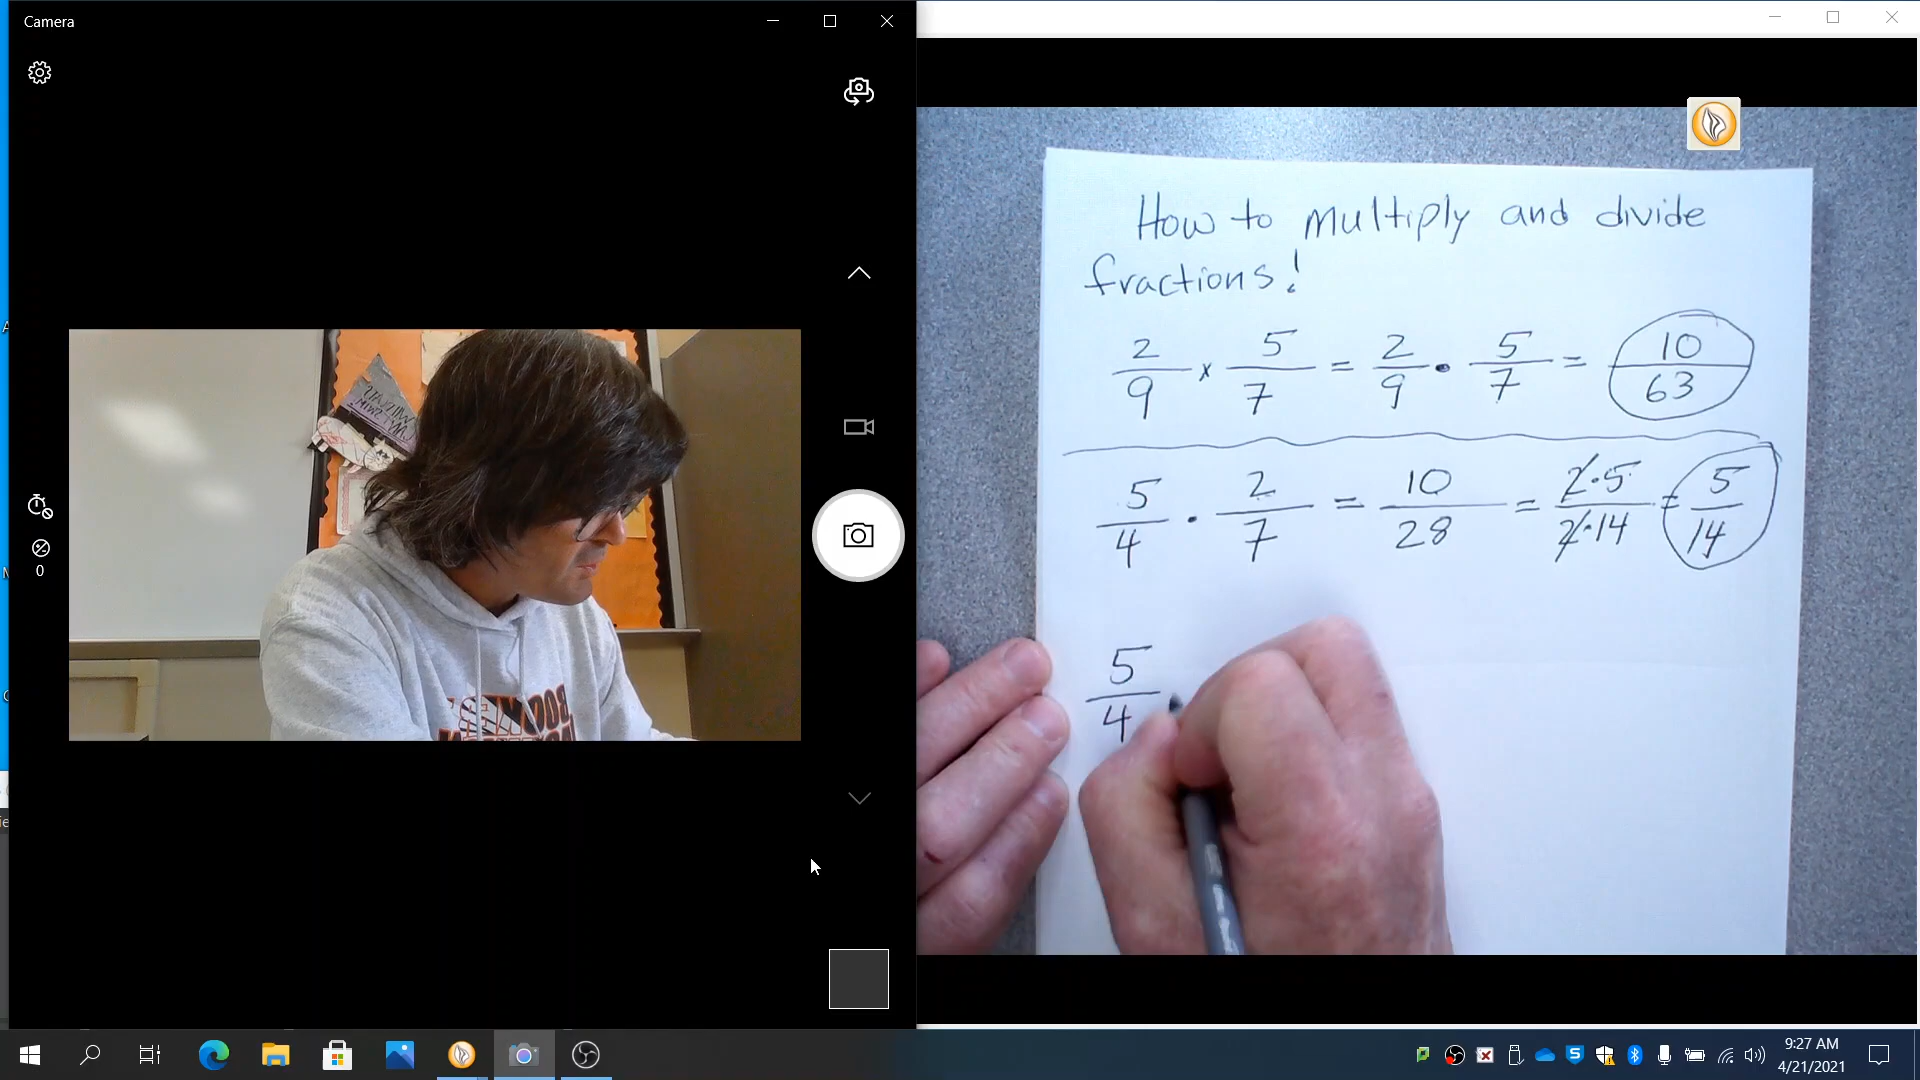 Camera
0
How to multiply and divide
fractions!
2/9 x 5/7 = 2/9 · 5/7 = 10/63
5/4 · 2/7 = 10/28 = 2·5/2·14 = 5/14
5/4 ·
9:27 AM
4/21/2021